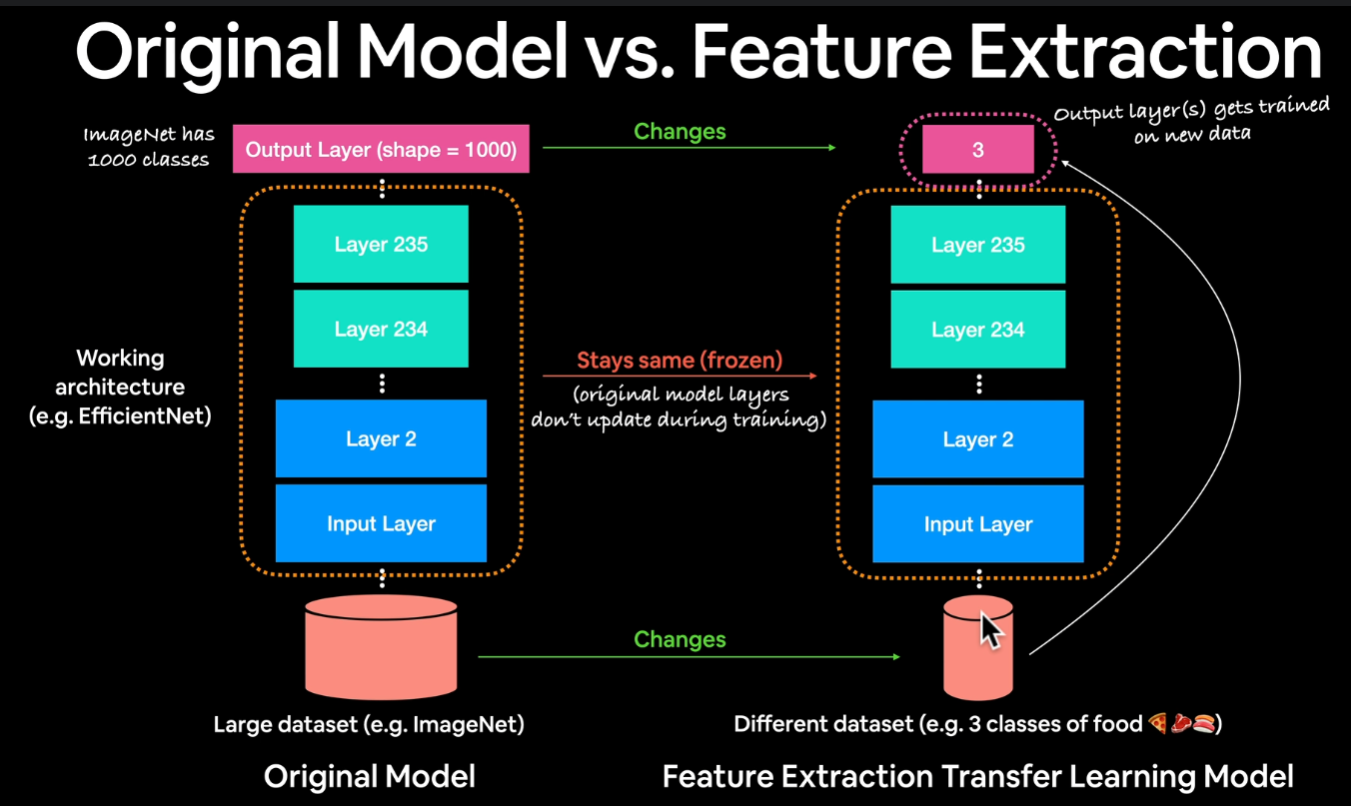 Original Model vs. Feature Extraction
ImageNet has
1000 classes
Output Layer (shape = 1000)
Changes
3
Output layer(s) gets trained
on new data
Layer 235
Layer 234
Layer 2
Input Layer
Working
architecture
(e.g. EfficientNet)
Stays same (frozen)
(original model layers
don't update during training)
Layer 235
Layer 234
Layer 2
Input Layer
Changes
Large dataset (e.g. ImageNet)
Different dataset (e.g. 3 classes of food 🍕🥩🍣)
Original Model
Feature Extraction Transfer Learning Model